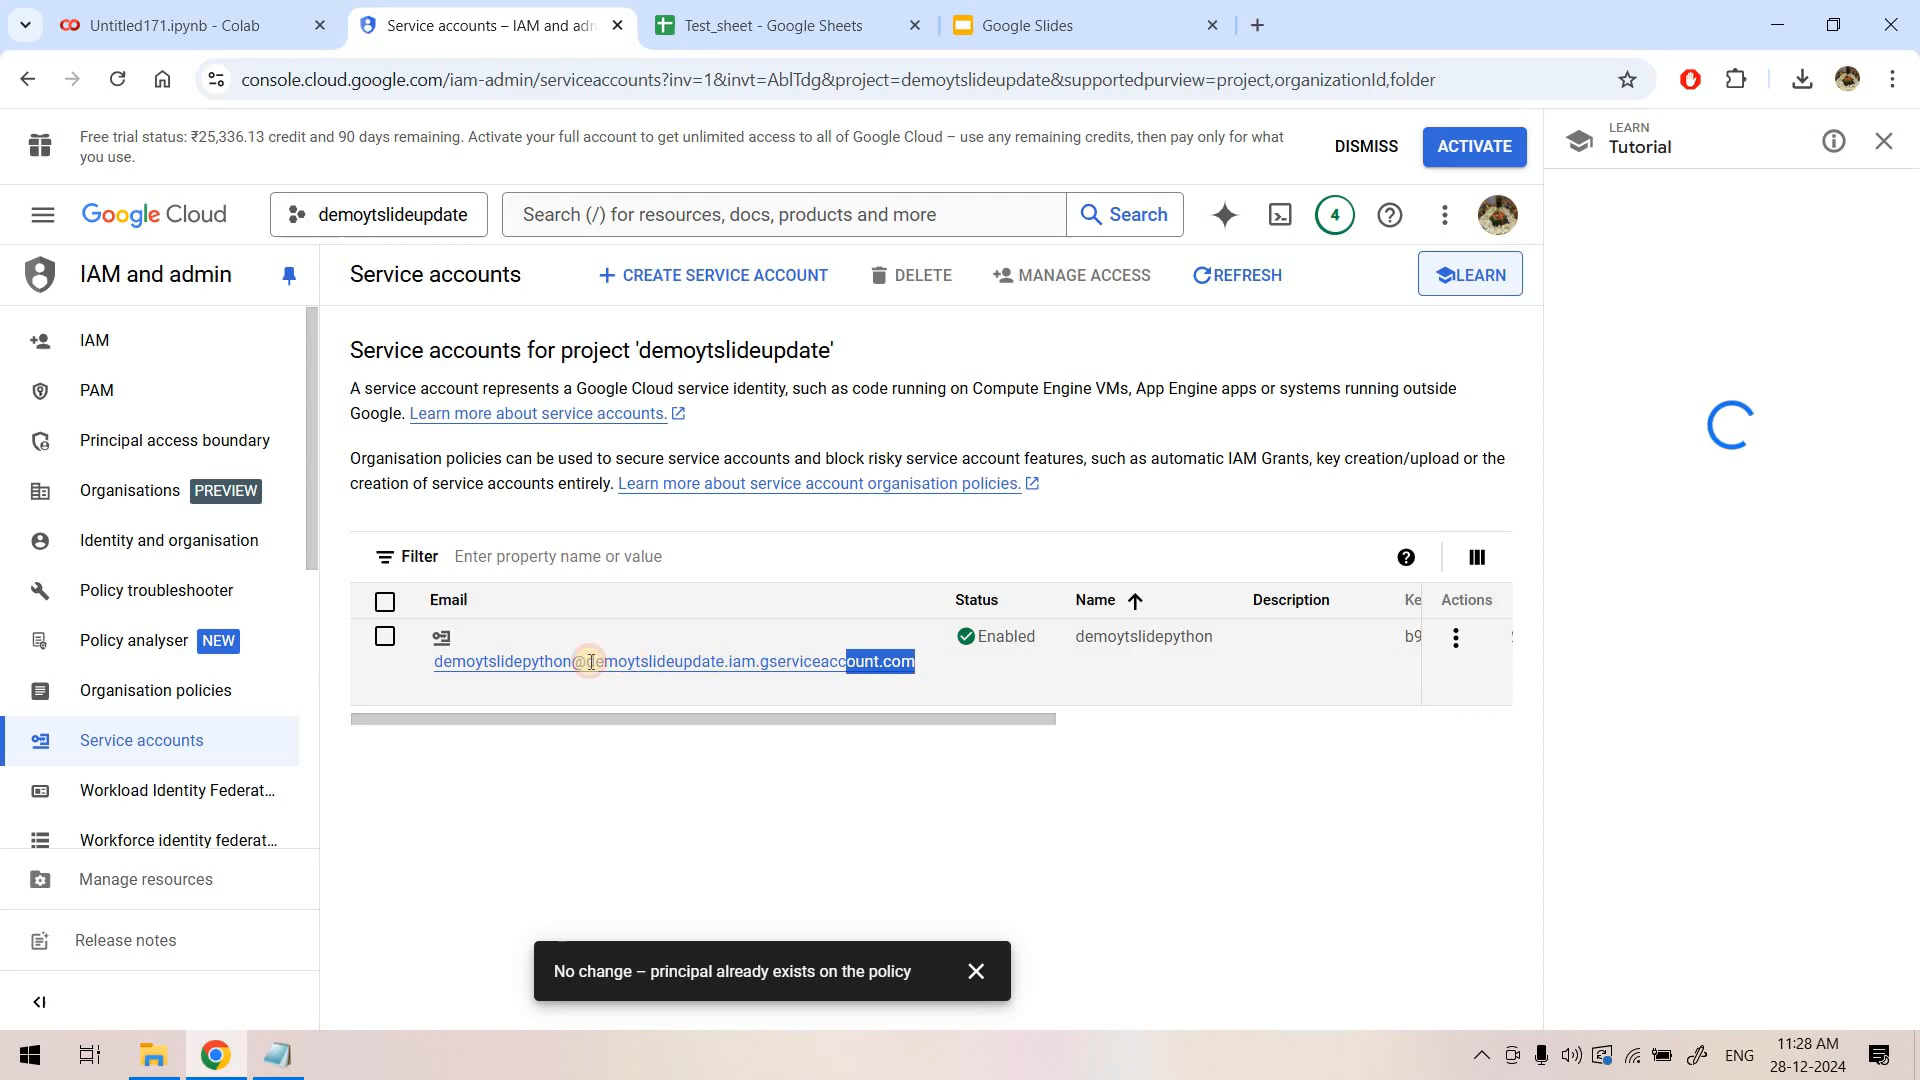 Untitled171.ipynb - Colab
Service accounts – IAM and adm
Test_sheet - Google Sheets
Google Slides
console.cloud.google.com/iam-admin/serviceaccounts?inv=1&invt=AblTdg&project=demoytslideupdate&supportedpurview=project,organizationId,folder
Free trial status: ₹25,336.13 credit and 90 days remaining. Activate your full account to get unlimited access to all of Google Cloud – use any remaining credits, then pay only for what
you use.
DISMISS
ACTIVATE
LEARN
Tutorial
Google Cloud
demoytslideupdate
Search (/) for resources, docs, products and more
Search
4
IAM and admin
Service accounts
CREATE SERVICE ACCOUNT
DELETE
MANAGE ACCESS
REFRESH
LEARN
IAM
PAM
Principal access boundary
Organisations PREVIEW
Identity and organisation
Policy troubleshooter
Policy analyser NEW
Organisation policies
Service accounts
Workload Identity Federat...
Workforce identity federat...
Manage resources
Release notes
Service accounts for project 'demoytslideupdate'
A service account represents a Google Cloud service identity, such as code running on Compute Engine VMs, App Engine apps or systems running outside
Google. Learn more about service accounts.
Organisation policies can be used to secure service accounts and block risky service account features, such as automatic IAM Grants, key creation/upload or the
creation of service accounts entirely. Learn more about service account organisation policies.
Filter Enter property name or value
Email Status Name Description Ke Actions
Enabled demoytslidepython b9
demoytslidepython@demoytslideupdate.iam.gserviceaccount.com
No change – principal already exists on the policy
ENG
11:28 AM
28-12-2024